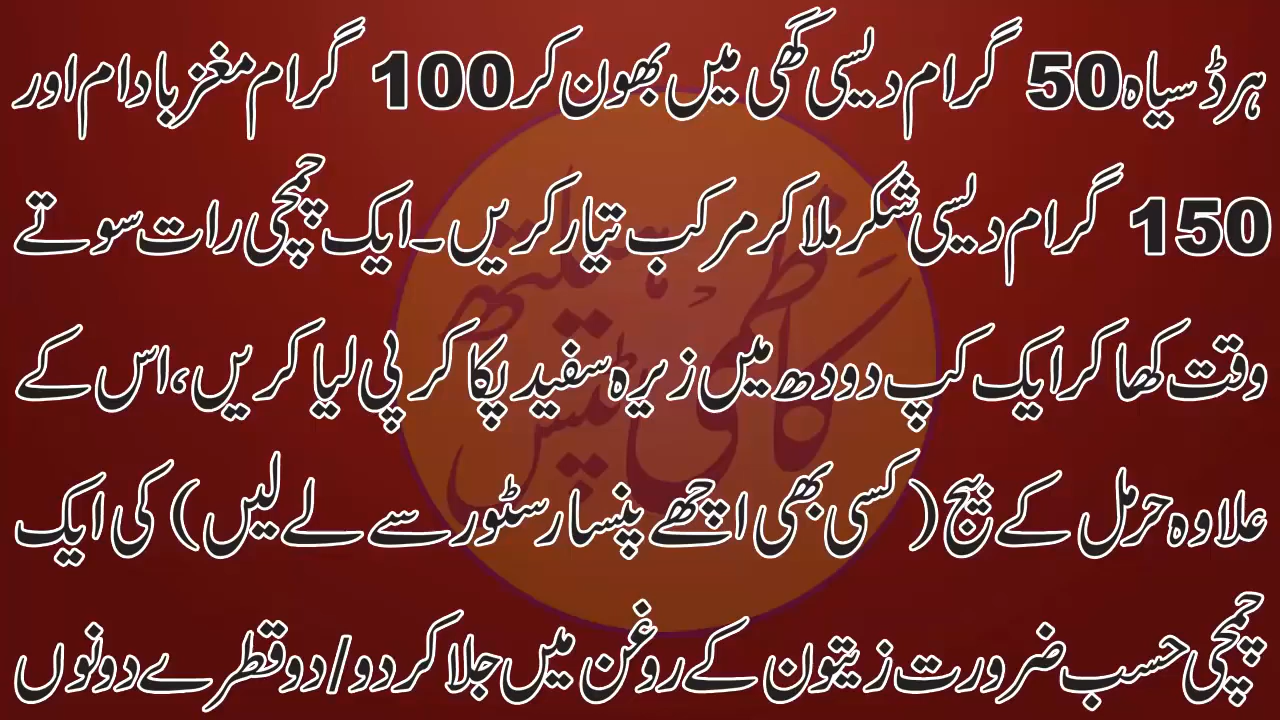 ہرڑ سیاہ 50 گرام دیسی گھی میں بھون کر 100 گرام مغز بادام اور
150 گرام دیسی شکر ملا کر مرکب تیار کریں۔ ایک چمچی رات سوتے
وقت کھا کر ایک کپ دودھ میں زیرہ سفید پکا کر پی لیا کریں، اس کے
علاوہ حرمل کے بیج (کسی بھی اچھے پنسار سٹور سے لے لیں) کی ایک
چمچی حسب ضرورت زیتون کے روغن میں جلا کر دو/دو قطرے دونوں
کاظمی ہیلتھ
ٹپس